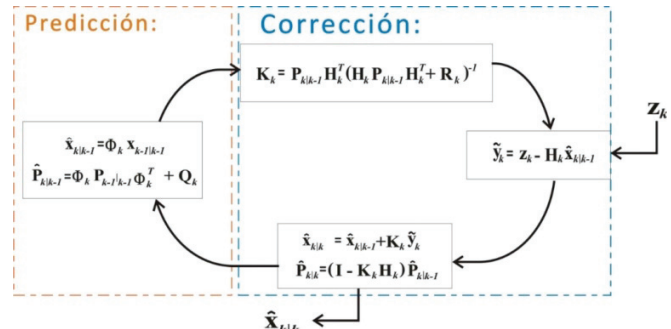 Predicción:
Corrección:
K_k = P_{k|k-1} H_k^T (H_k P_{k|k-1} H_k^T + R_k)^{-1}
z_k
x̂_{k|k-1} = Φ_k x_{k-1|k-1}
P̂_{k|k-1} = Φ_k P_{k-1|k-1} Φ_k^T + Q_k
ỹ_k = z_k - H_k x̂_{k|k-1}
x̂_{k|k} = x̂_{k|k-1} + K_k ỹ_k
P̂_{k|k} = (I - K_k H_k) P̂_{k|k-1}
x̂_{k|k}